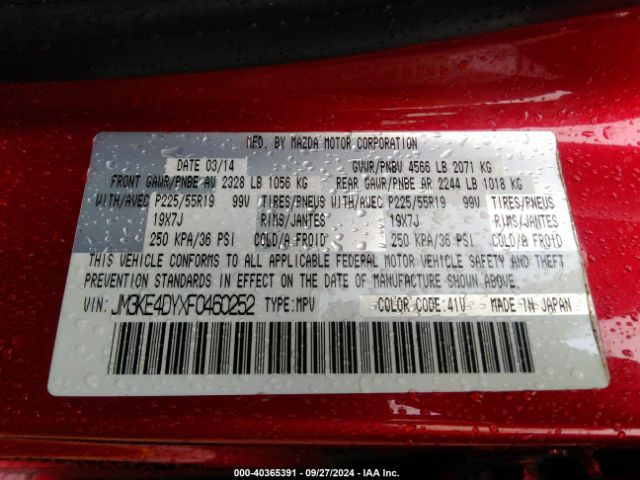 MFD. BY MAZDA MOTOR CORPORATION
DATE 03/14 GVWR/PNBV 4566 LB 2071 KG
FRONT GAWR/PNBE AV 2328 LB 1056 KG REAR GAWR/PNBE AR 2244 LB 1018 KG
WITH/AVEC P225/55R19 99V TIRES/PNEUS WITH/AVEC P225/55R19 99V TIRES/PNEUS
19X7J RIMS/JANTES 19X7J RIMS/JANTES
250 KPA/36 PSI COLD/A FROID 250 KPA/36 PSI COLD/A FROID
THIS VEHICLE CONFORMS TO ALL APPLICABLE FEDERAL MOTOR VEHICLE SAFETY AND THEFT
PREVENTION STANDARDS IN EFFECT ON THE DATE OF MANUFACTURE SHOWN ABOVE.
VIN: JM3KE4DYXF0460252 TYPE:MPV COLOR CODE:41V MADE IN JAPAN
000-40365391 - 09/27/2024 - IAA Inc.